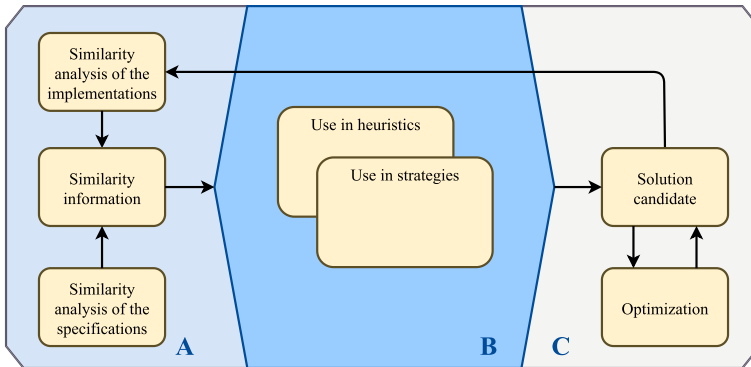 Similarity
analysis of the
implementations
Similarity
information
Similarity
analysis of the
specifications
A
Use in heuristics
Use in strategies
B
Solution
candidate
Optimization
C